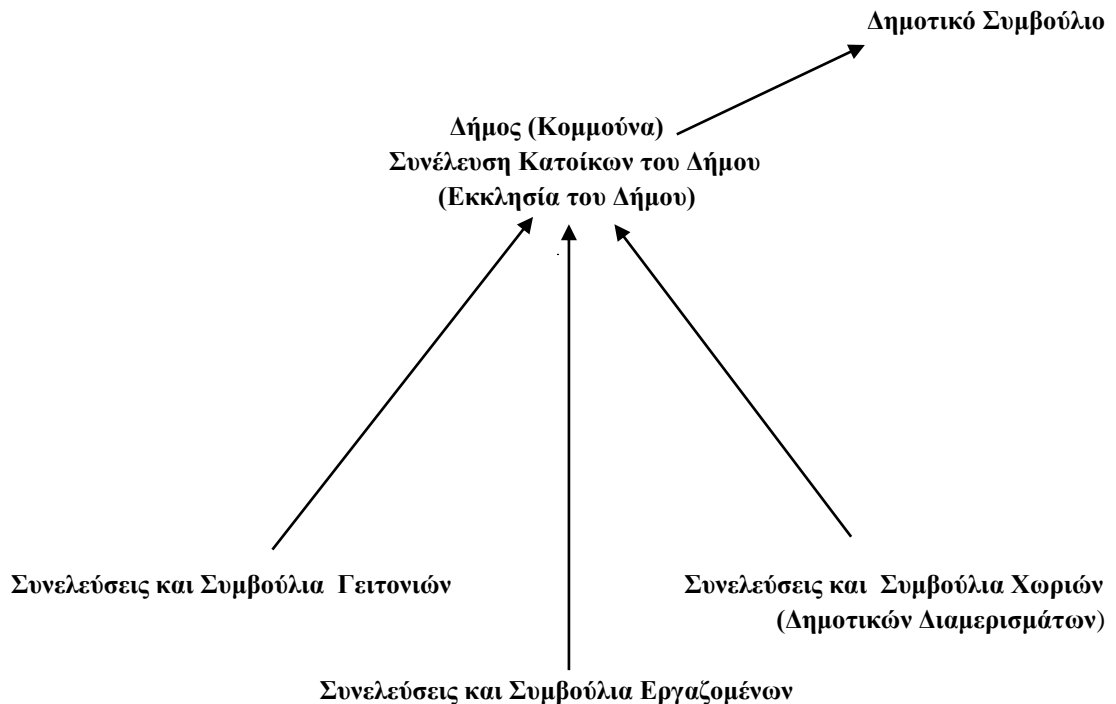 Δημοτικό Συμβούλιο
Δήμος (Κομμούνα)
Συνέλευση Κατοίκων του Δήμου
(Εκκλησία του Δήμου)
Συνελεύσεις και Συμβούλια Γειτονιών
Συνελεύσεις και Συμβούλια Χωριών
(Δημοτικών Διαμερισμάτων)
Συνελεύσεις και Συμβούλια Εργαζομένων